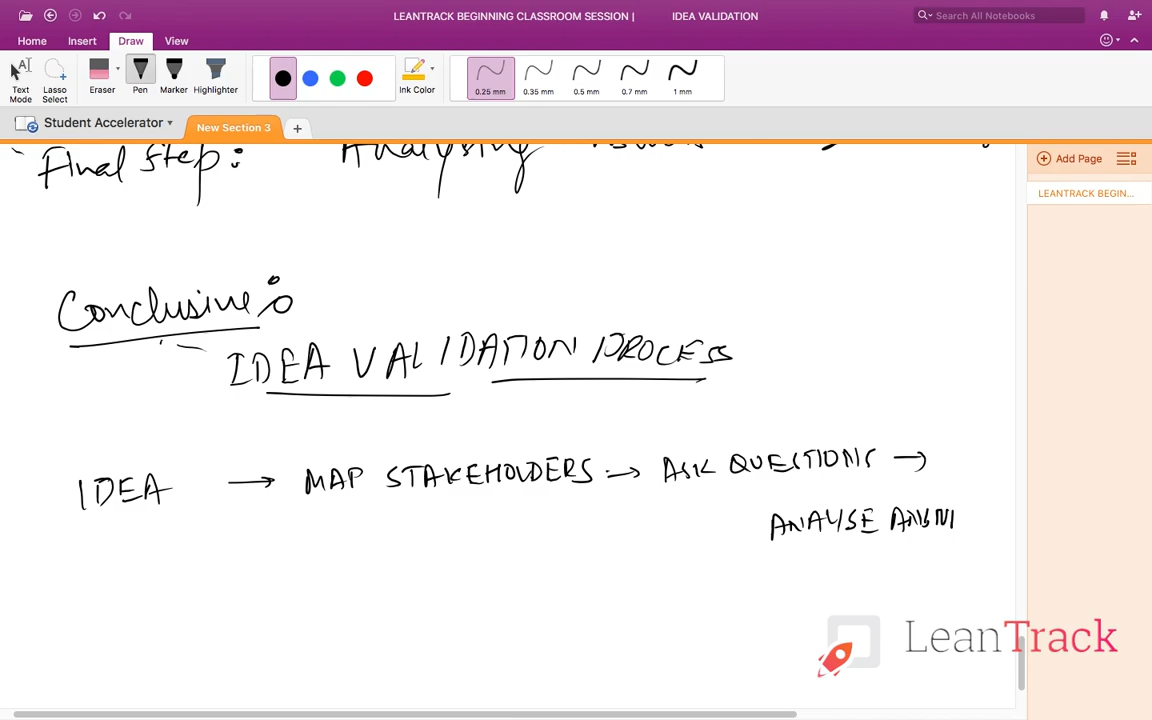 LEANTRACK BEGINNING CLASSROOM SESSION | IDEA VALIDATION
Search All Notebooks
Home Insert Draw View
Text Mode
Lasso Select
Eraser
Pen
Marker
Highlighter
Ink Color
0.25 mm 0.35 mm 0.5 mm 0.7 mm 1 mm
Student Accelerator
New Section 3
+
Add Page
LEANTRACK BEGIN...
Final Step: Analysing
Conclusive:
IDEA VALIDATION PROCESS
IDEA → MAP STAKEHOLDERS → ASK QUESTIONS →
ANALYSE
LeanTrack